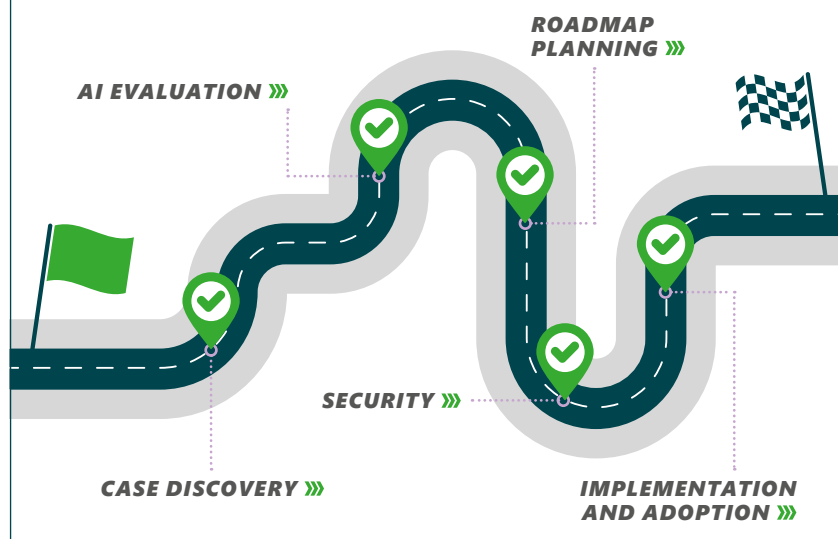 ROADMAP
PLANNING
AI EVALUATION
SECURITY
CASE DISCOVERY
IMPLEMENTATION
AND ADOPTION